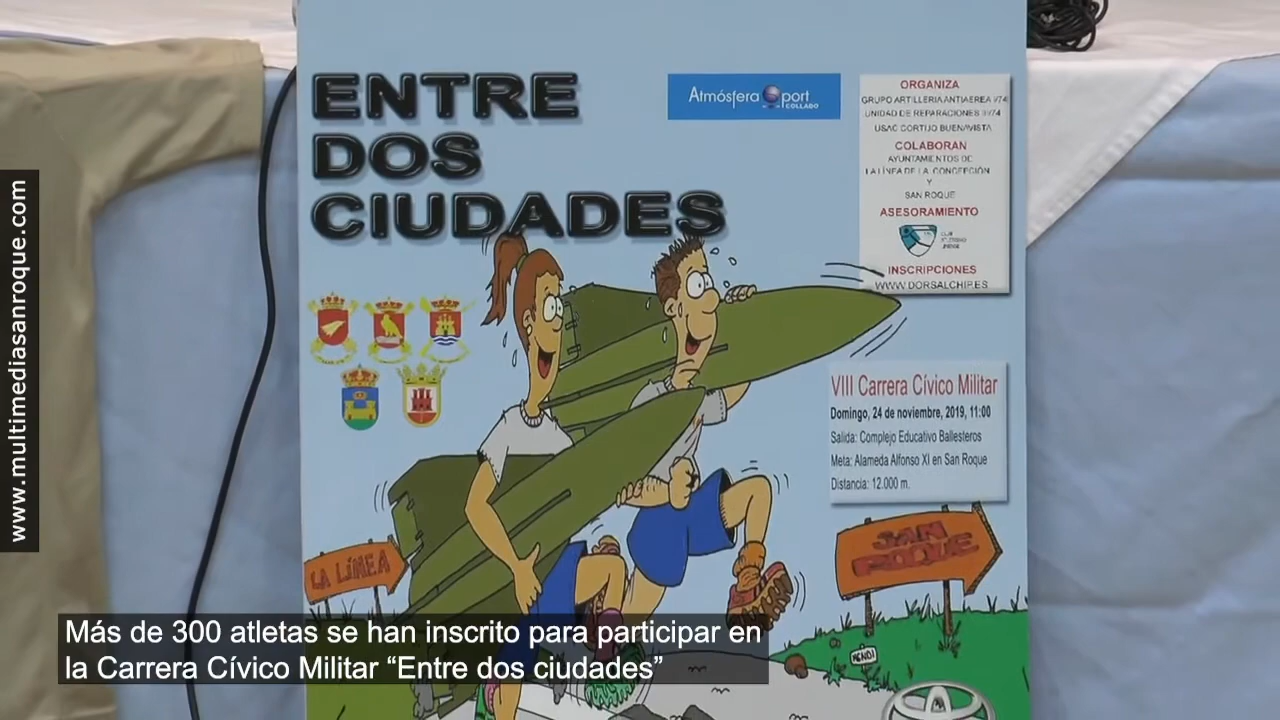 ENTRE
DOS
CIUDADES
Atmósfera Sport
COLLADO
ORGANIZA
GRUPO ARTILLERIA ANTIAEREA II/74
UNIDAD DE REPARACIONES II/74
USAC CORTIJO BUENAVISTA
COLABORAN
AYUNTAMIENTOS DE
LA LÍNEA DE LA CONCEPCIÓN
Y
SAN ROQUE
ASESORAMIENTO
INSCRIPCIONES
WWW.DORSALCHIP.ES
VIII Carrera Cívico Militar
Domingo, 24 de noviembre, 2019, 11:00
Salida: Complejo Educativo Ballesteros
Meta: Alameda Alfonso XI en San Roque
Distancia: 12.000 m.
LA LÍNEA
SAN
ROQUE
MENDI
www.multimediasanroque.com
Más de 300 atletas se han inscrito para participar en
la Carrera Cívico Militar “Entre dos ciudades”